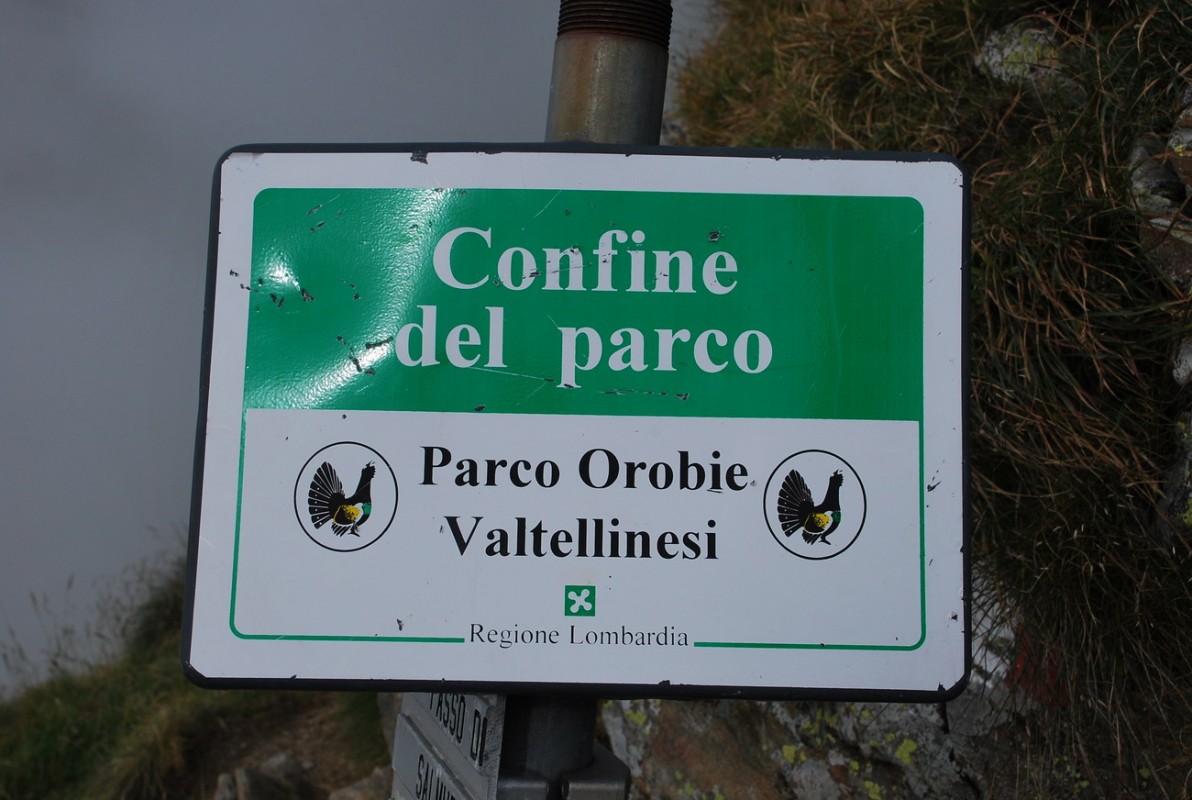 Confine
del parco
Parco Orobie
Valtellinesi
Regione Lombardia
PASSO DI